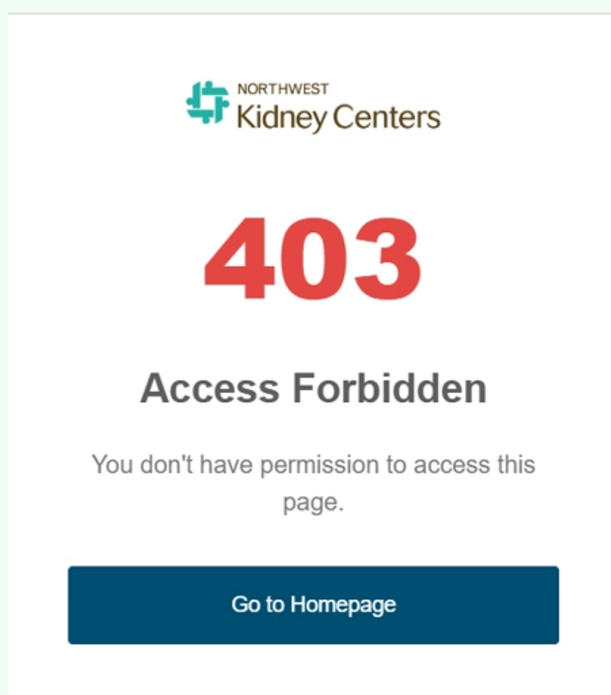 NORTHWEST
Kidney Centers
403
Access Forbidden
You don't have permission to access this
page.
Go to Homepage